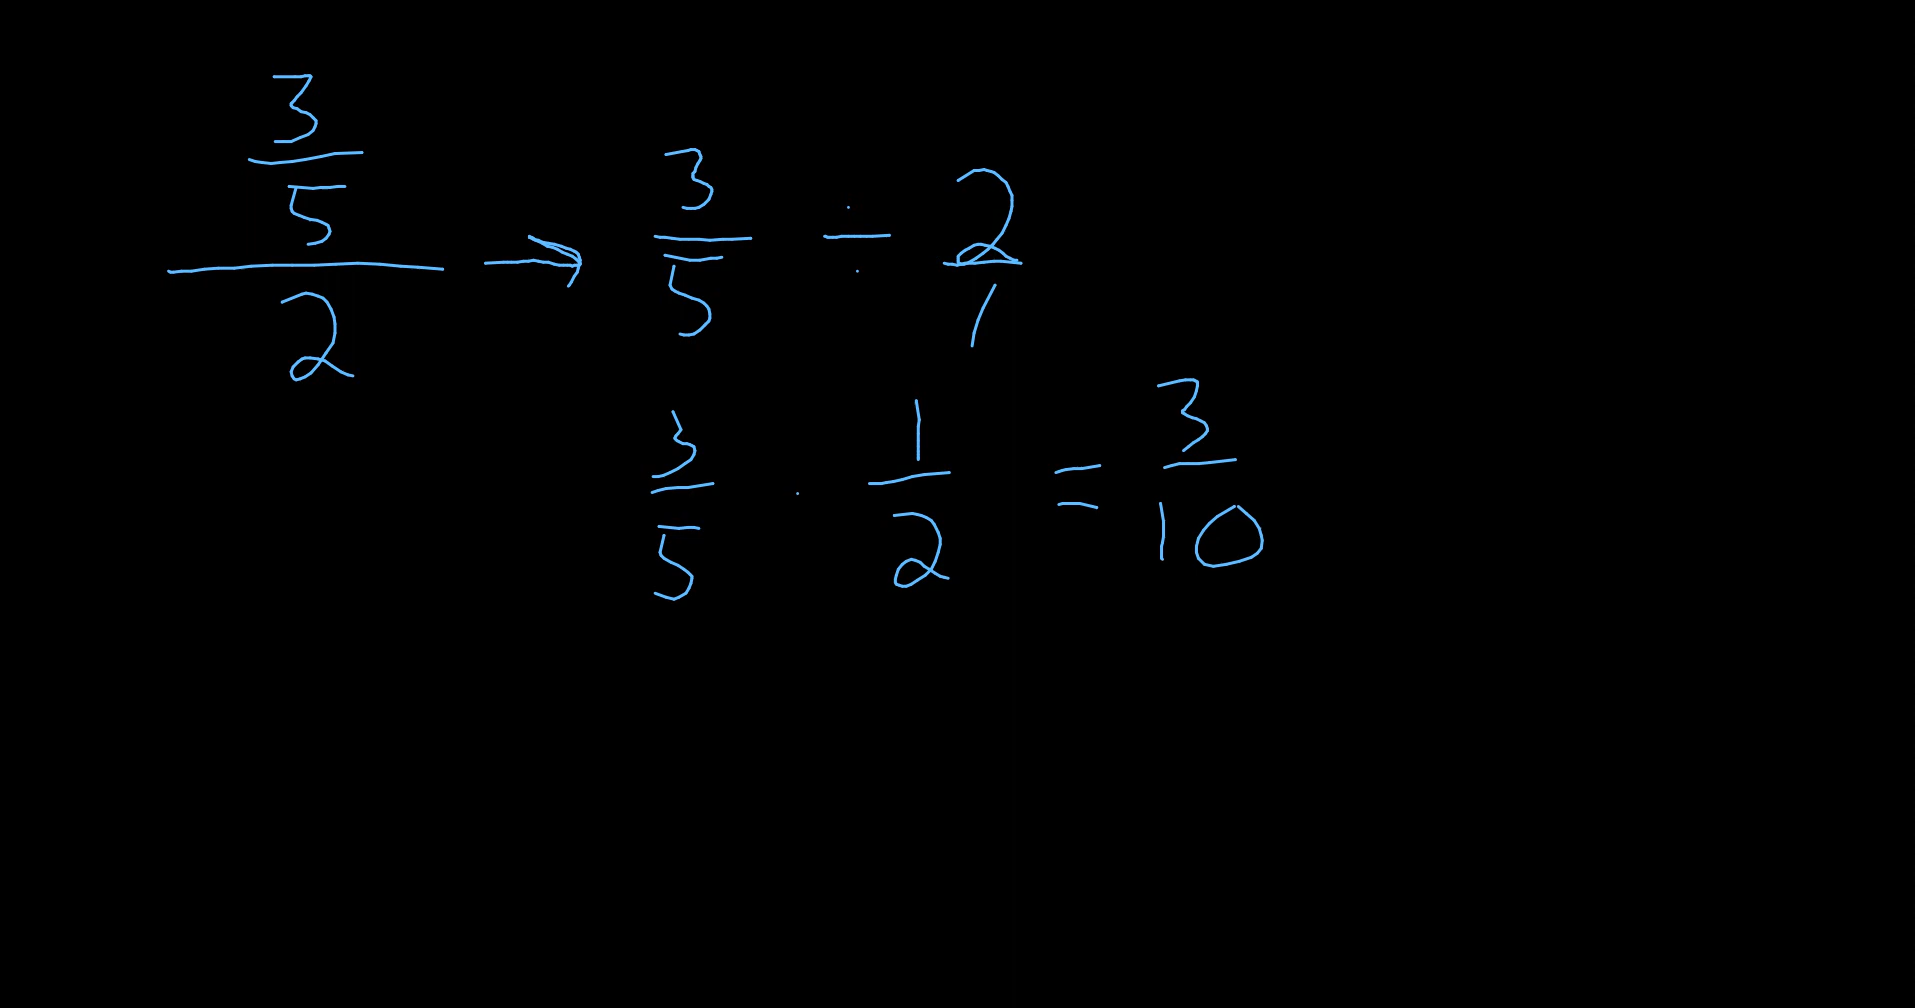 (3/5)/2 → 3/5 ÷ 2/1
3/5 · 1/2 = 3/10